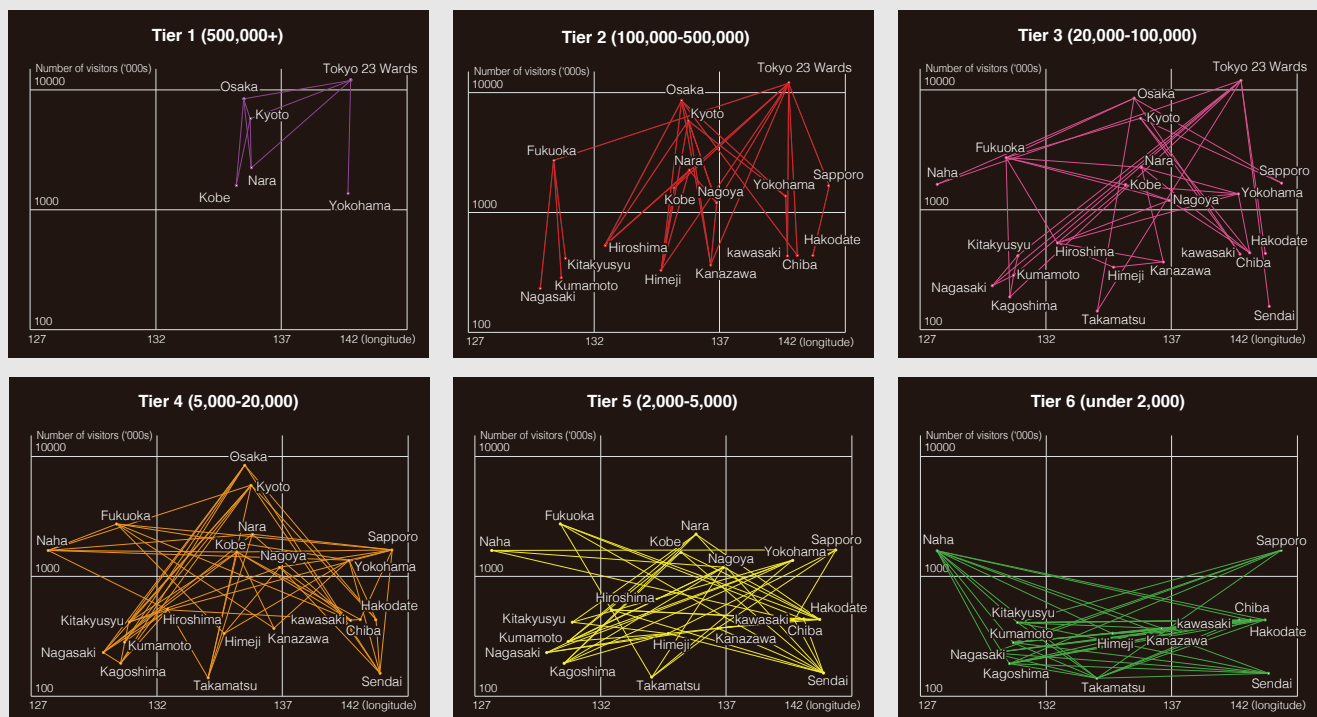 Tier 1 (500,000+)
Number of visitors ('000s)
10000
Tokyo 23 Wards
Osaka
Kyoto
Nara
Kobe
Yokohama
1000
100
127
132
137
142 (longitude)
Tier 2 (100,000-500,000)
Number of visitors ('000s)
10000
Tokyo 23 Wards
Osaka
Kyoto
Fukuoka
Nara
Sapporo
Yokohama
Kobe
Nagoya
1000
Hiroshima
kawasaki
Hakodate
Kitakyusyu
Chiba
Himeji
Kanazawa
Kumamoto
Nagasaki
100
127
132
137
142 (longitude)
Tier 3 (20,000-100,000)
Number of visitors ('000s)
10000
Tokyo 23 Wards
Osaka
Kyoto
Fukuoka
Nara
Naha
Sapporo
Kobe
Yokohama
Nagoya
1000
Kitakyusyu
Hiroshima
kawasaki
Hakodate
Chiba
Kumamoto
Himeji
Kanazawa
Nagasaki
Kagoshima
Takamatsu
Sendai
100
127
132
137
142 (longitude)
Tier 4 (5,000-20,000)
Number of visitors ('000s)
10000
Osaka
Kyoto
Fukuoka
Nara
Naha
Kobe
Sapporo
Nagoya
Yokohama
1000
Hakodate
Kitakyusyu
Hiroshima
kawasaki
Chiba
Kumamoto
Himeji
Kanazawa
Nagasaki
Kagoshima
Takamatsu
Sendai
100
127
132
137
142 (longitude)
Tier 5 (2,000-5,000)
Number of visitors ('000s)
10000
Fukuoka
Nara
Naha
Kobe
Sapporo
Nagoya
Yokohama
1000
Hiroshima
Hakodate
Kitakyusyu
kawasaki
Chiba
Kumamoto
Himeji
Kanazawa
Nagasaki
Kagoshima
Takamatsu
Sendai
100
127
132
137
142 (longitude)
Tier 6 (under 2,000)
Number of visitors ('000s)
10000
Naha
Sapporo
1000
Kitakyusyu
Chiba
Kumamoto
kawasaki
Hakodate
Himeji
Kanazawa
Nagasaki
Kagoshima
Takamatsu
Sendai
100
127
132
137
142 (longitude)